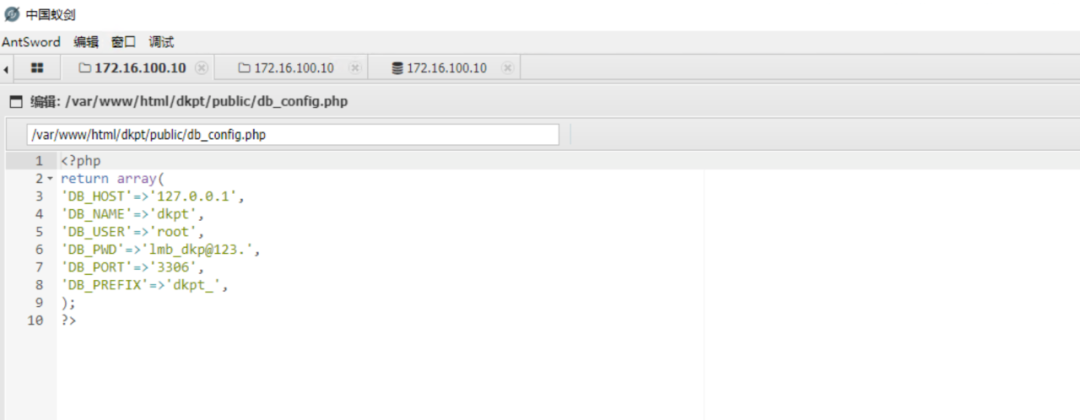 中国蚁剑
AntSword 编辑 窗口 调试
172.16.100.10 172.16.100.10 172.16.100.10
编辑: /var/www/html/dkpt/public/db_config.php
/var/www/html/dkpt/public/db_config.php
1 <?php
2 return array(
3 'DB_HOST'=>'127.0.0.1',
4 'DB_NAME'=>'dkpt',
5 'DB_USER'=>'root',
6 'DB_PWD'=>'lmb_dkp@123.',
7 'DB_PORT'=>'3306',
8 'DB_PREFIX'=>'dkpt_',
9 );
10 ?>